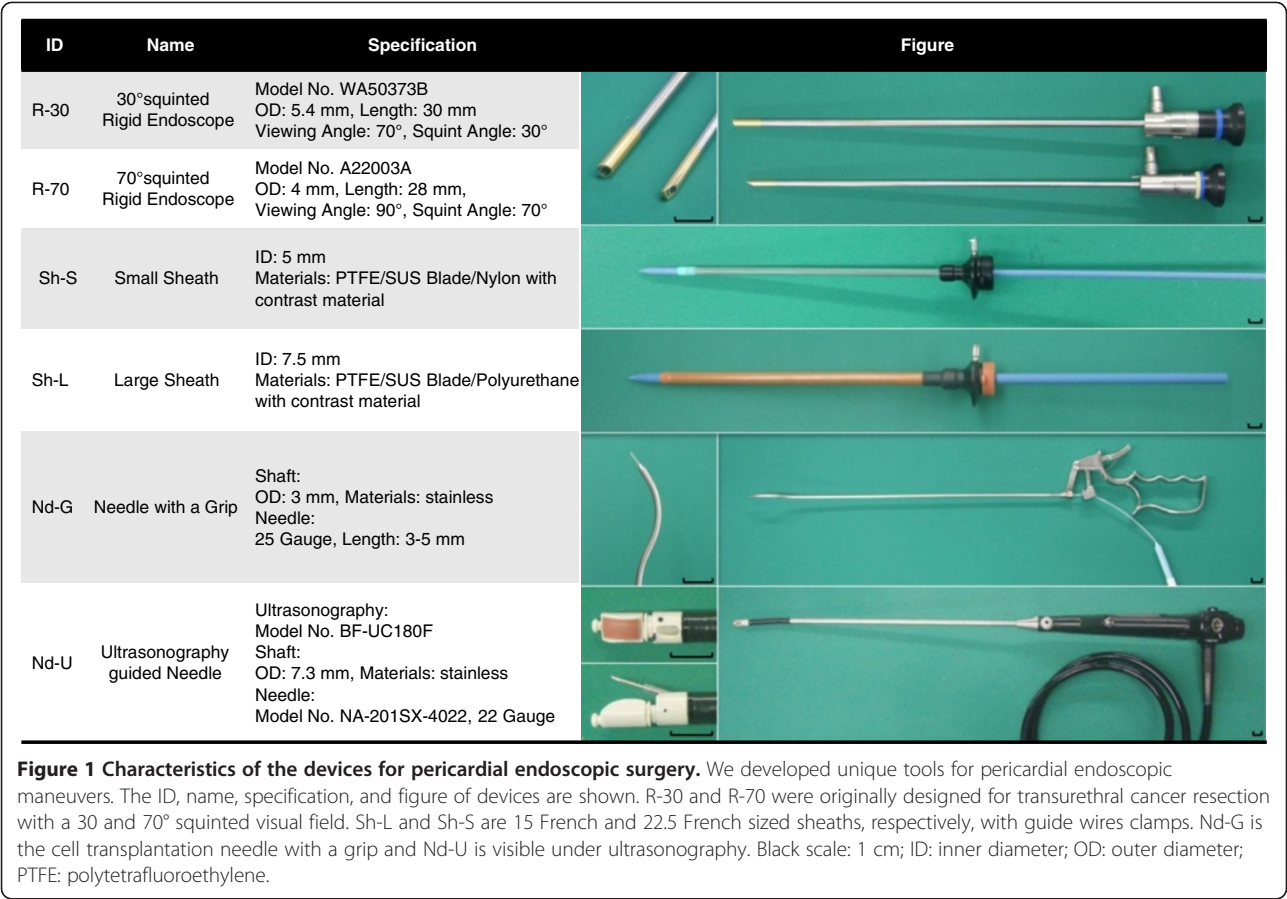 ID Name Specification Figure
R-30
30°squinted
Rigid Endoscope
Model No. WA50373B
OD: 5.4 mm, Length: 30 mm
Viewing Angle: 70°, Squint Angle: 30°
R-70
70°squinted
Rigid Endoscope
Model No. A22003A
OD: 4 mm, Length: 28 mm,
Viewing Angle: 90°, Squint Angle: 70°
Sh-S
Small Sheath
ID: 5 mm
Materials: PTFE/SUS Blade/Nylon with
contrast material
Sh-L
Large Sheath
ID: 7.5 mm
Materials: PTFE/SUS Blade/Polyurethane
with contrast material
Nd-G
Needle with a Grip
Shaft:
OD: 3 mm, Materials: stainless
Needle:
25 Gauge, Length: 3-5 mm
Nd-U
Ultrasonography
guided Needle
Ultrasonography:
Model No. BF-UC180F
Shaft:
OD: 7.3 mm, Materials: stainless
Needle:
Model No. NA-201SX-4022, 22 Gauge
Figure 1 Characteristics of the devices for pericardial endoscopic surgery. We developed unique tools for pericardial endoscopic
maneuvers. The ID, name, specification, and figure of devices are shown. R-30 and R-70 were originally designed for transurethral cancer resection
with a 30 and 70° squinted visual field. Sh-L and Sh-S are 15 French and 22.5 French sized sheaths, respectively, with guide wires clamps. Nd-G is
the cell transplantation needle with a grip and Nd-U is visible under ultrasonography. Black scale: 1 cm; ID: inner diameter; OD: outer diameter;
PTFE: polytetrafluoroethylene.